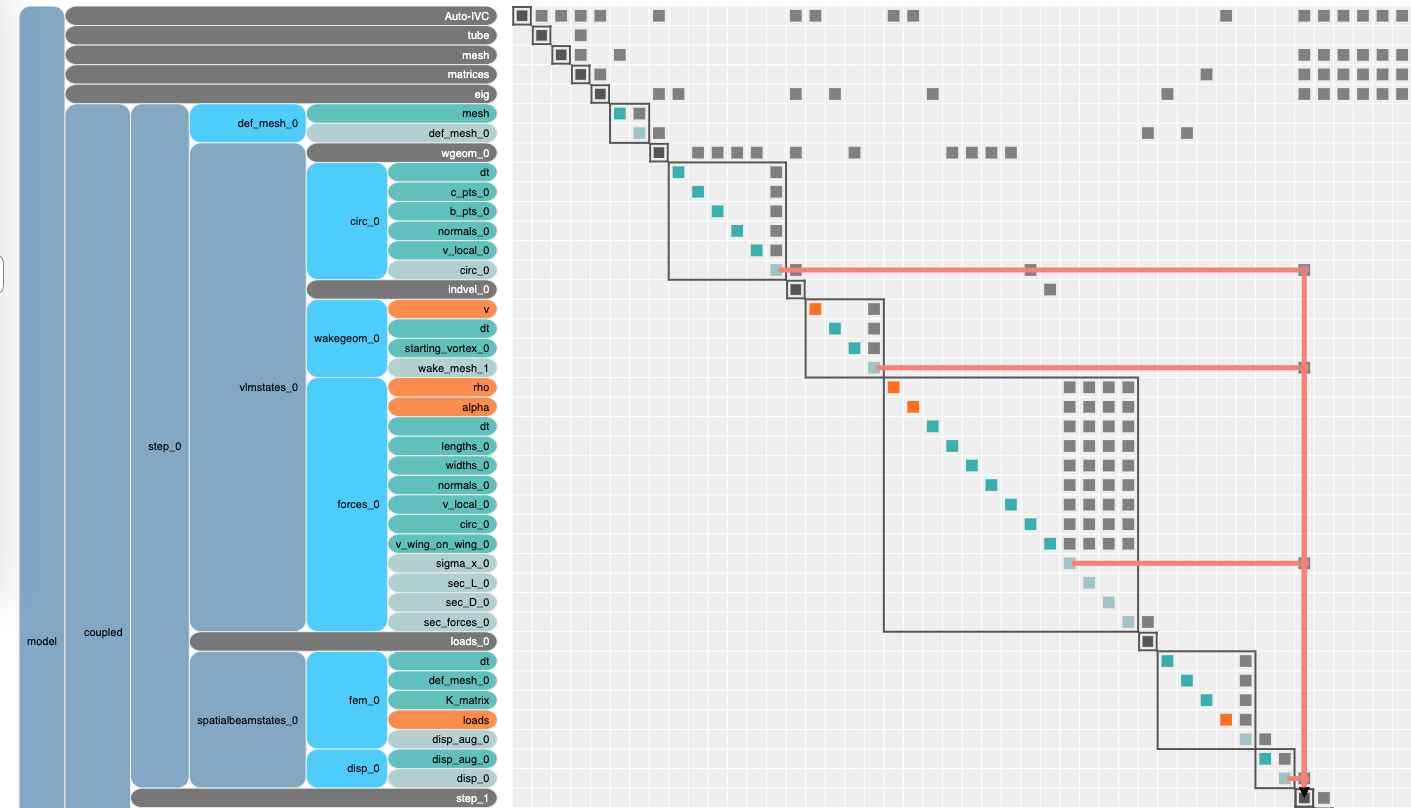 Auto-IVC
tube
mesh
matrices
eig
mesh
def_mesh_0
def_mesh_0
wgeom_0
dt
c_pts_0
b_pts_0
circ_0
normals_0
v_local_0
circ_0
indvel_0
v
dt
wakegeom_0
starting_vortex_0
wake_mesh_1
vlmstates_0
rho
alpha
dt
step_0
lengths_0
widths_0
normals_0
forces_0
v_local_0
circ_0
v_wing_on_wing_0
sigma_x_0
sec_L_0
sec_D_0
sec_forces_0
coupled
model
loads_0
dt
def_mesh_0
fem_0
K_matrix
spatialbeamstates_0
loads
disp_aug_0
disp_aug_0
disp_0
disp_0
step_1